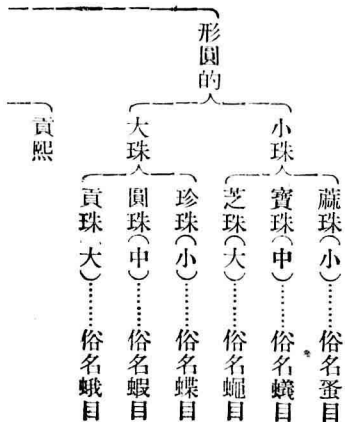 形圓的
小珠
蔴珠(小)……俗名蚤目
寶珠(中)……俗名蟻目
芝珠(大)……俗名蠅目
大珠
珍珠(小)……俗名蝶目
圓珠(中)……俗名蝦目
貢珠(大)……俗名蛾目
貢熙